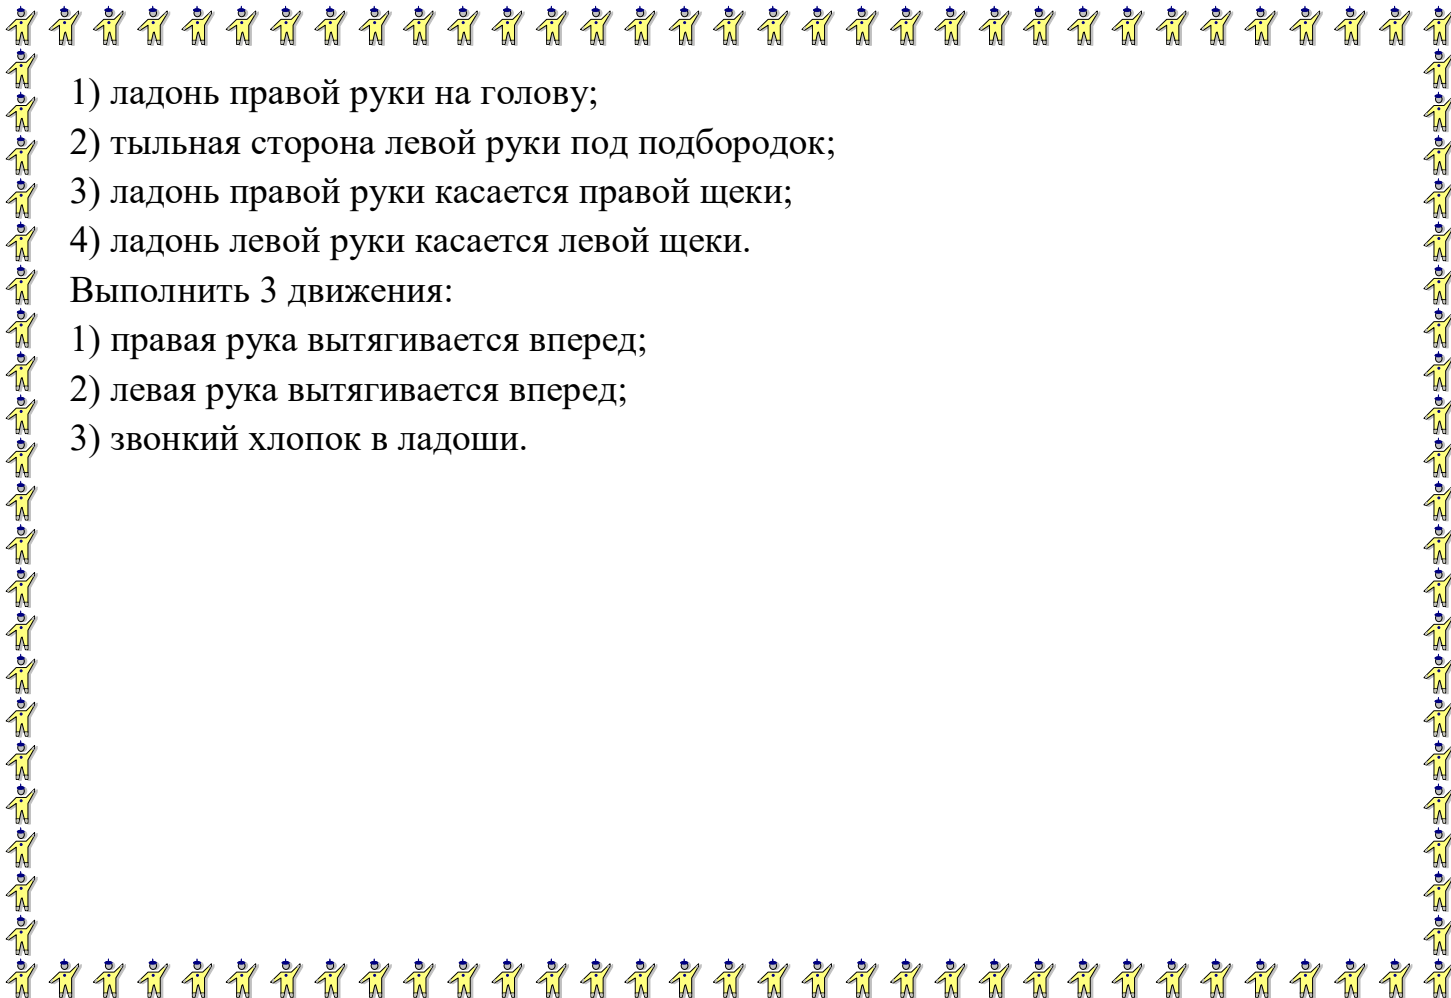 1) ладонь правой руки на голову;
2) тыльная сторона левой руки под подбородок;
3) ладонь правой руки касается правой щеки;
4) ладонь левой руки касается левой щеки.
Выполнить 3 движения:
1) правая рука вытягивается вперед;
2) левая рука вытягивается вперед;
3) звонкий хлопок в ладоши.